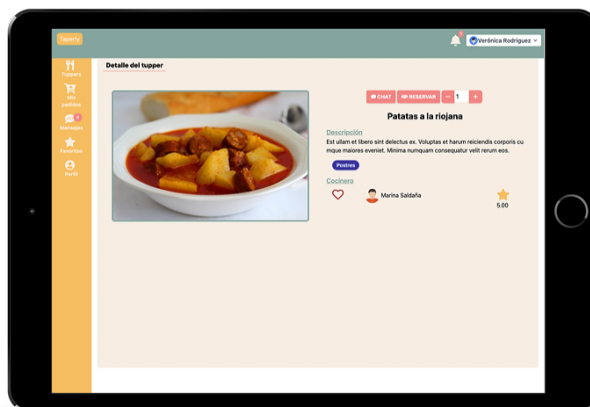 Taperly
Verónica Rodríguez
Tuppers
Detalle del tupper
Mis
pedidos
Mensajes
Favoritos
Perfil
CHAT
RESERVAR
− 1 +
Patatas a la riojana
Descripción
Est ullam et libero sint delectus ex. Voluptas et harum reiciendis corporis cu
mque maiores eveniet. Minima numquam consequatur velit rerum eos.
Postres
Cocinero
Marina Saldaña
5.00